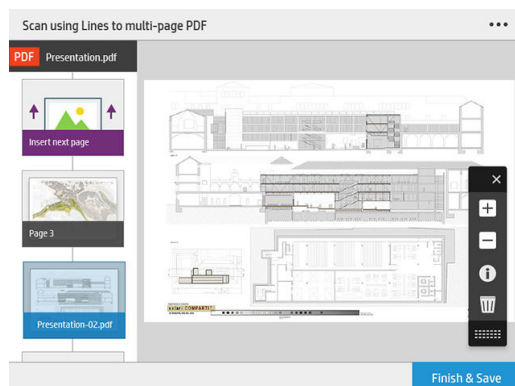 Scan using Lines to multi-page PDF
PDF Presentation.pdf
Insert next page
Page 3
Presentation-02.pdf
COMPARTIR
Finish & Save